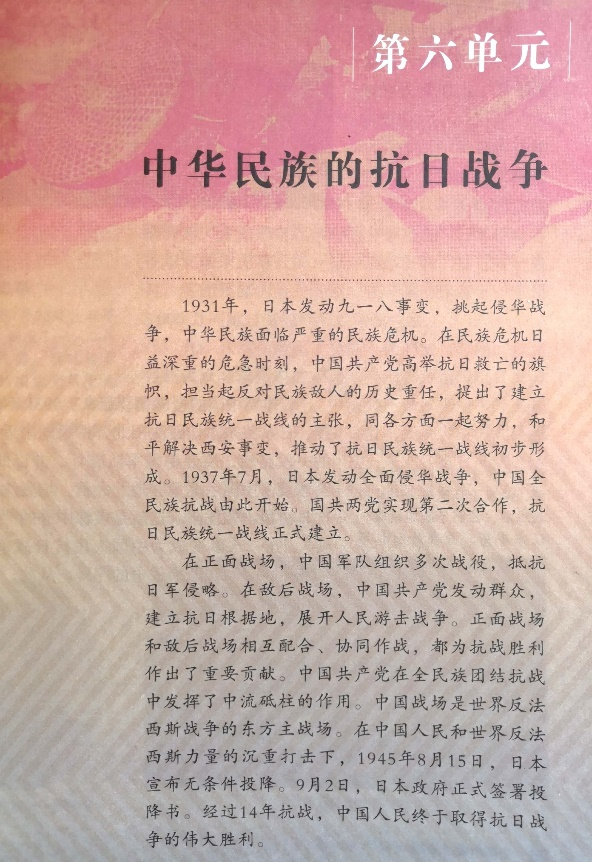 第六单元
中华民族的抗日战争
1931年，日本发动九一八事变，挑起侵华战
争，中华民族面临严重的民族危机。在民族危机日
益深重的危急时刻，中国共产党高举抗日救亡的旗
帜，担当起反对民族敌人的历史重任，提出了建立
抗日民族统一战线的主张，同各方面一起努力，和
平解决西安事变，推动了抗日民族统一战线初步形
成。1937年7月，日本发动全面侵华战争，中国全
民族抗战由此开始。国共两党实现第二次合作，抗
日民族统一战线正式建立。
在正面战场，中国军队组织多次战役，抵抗
日军侵略。在敌后战场，中国共产党发动群众，
建立抗日根据地，展开人民游击战争。正面战场
和敌后战场相互配合、协同作战，都为抗战胜利
作出了重要贡献。中国共产党在全民族团结抗战
中发挥了中流砥柱的作用。中国战场是世界反法
西斯战争的东方主战场。在中国人民和世界反法
西斯力量的沉重打击下，1945年8月15日，日本
宣布无条件投降。9月2日，日本政府正式签署投
降书。经过14年抗战，中国人民终于取得抗日战
争的伟大胜利。